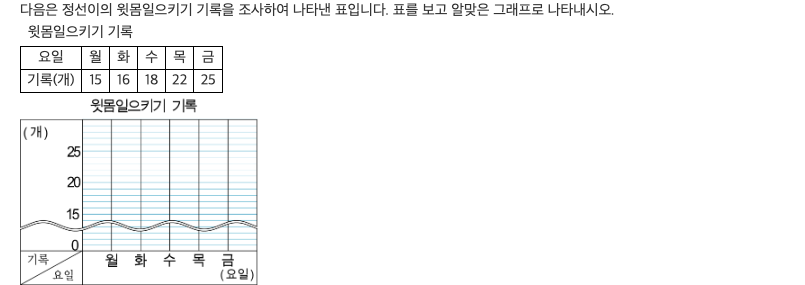 다음은 정선이의 윗몸일으키기 기록을 조사하여 나타낸 표입니다. 표를 보고 알맞은 그래프로 나타내시오.
윗몸일으키기 기록
요일 월 화 수 목 금
기록(개) 15 16 18 22 25
윗몸일으키기 기록
(개)
25
20
15
0
기록
요일
월 화 수 목 금
(요일)